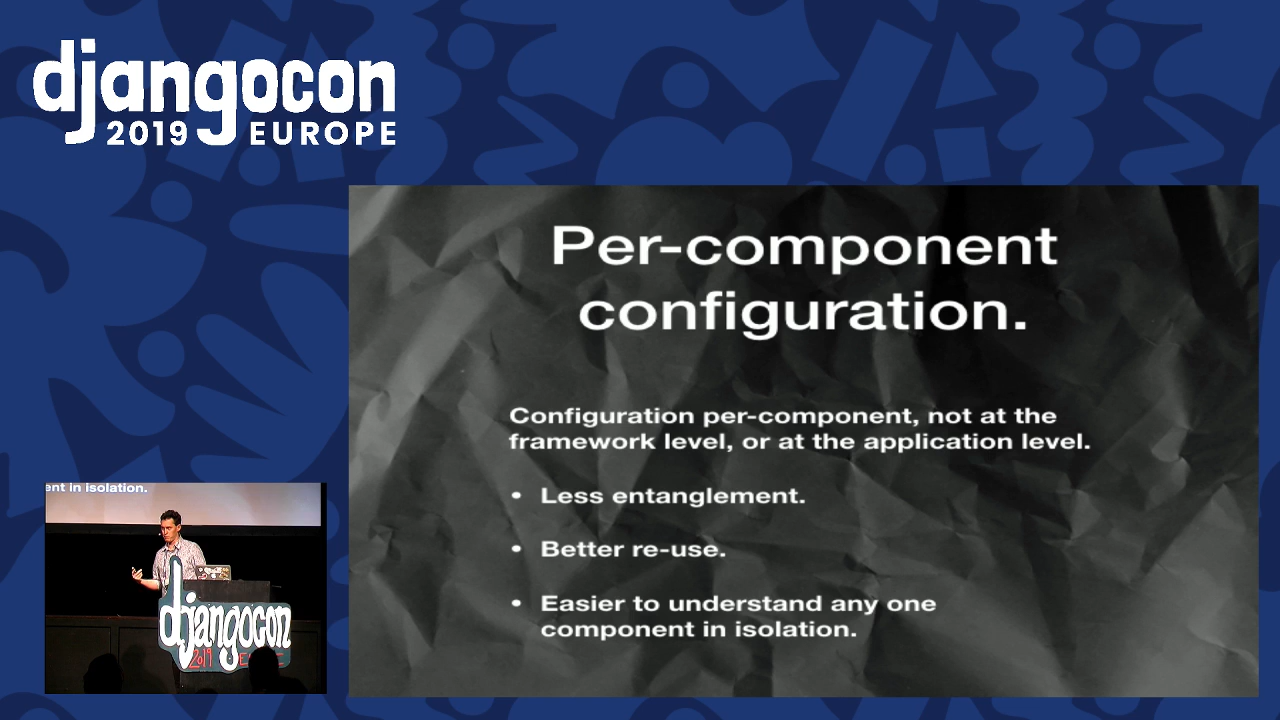 djangocon
2019 EUROPE
Per-component
configuration.
Configuration per-component, not at the
framework level, or at the application level.
• Less entanglement.
• Better re-use.
• Easier to understand any one
component in isolation.
ent in isolation.
djangocon
2019